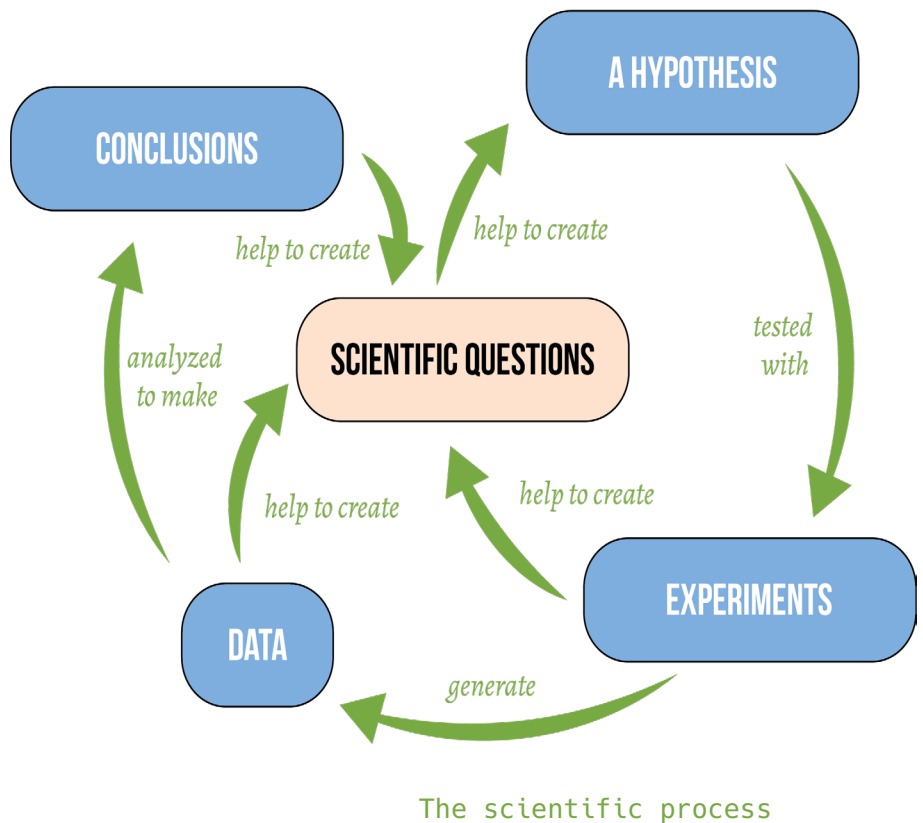 A HYPOTHESIS
CONCLUSIONS
help to create
help to create
tested
with
SCIENTIFIC QUESTIONS
analyzed
to make
help to create
help to create
EXPERIMENTS
DATA
generate
The scientific process